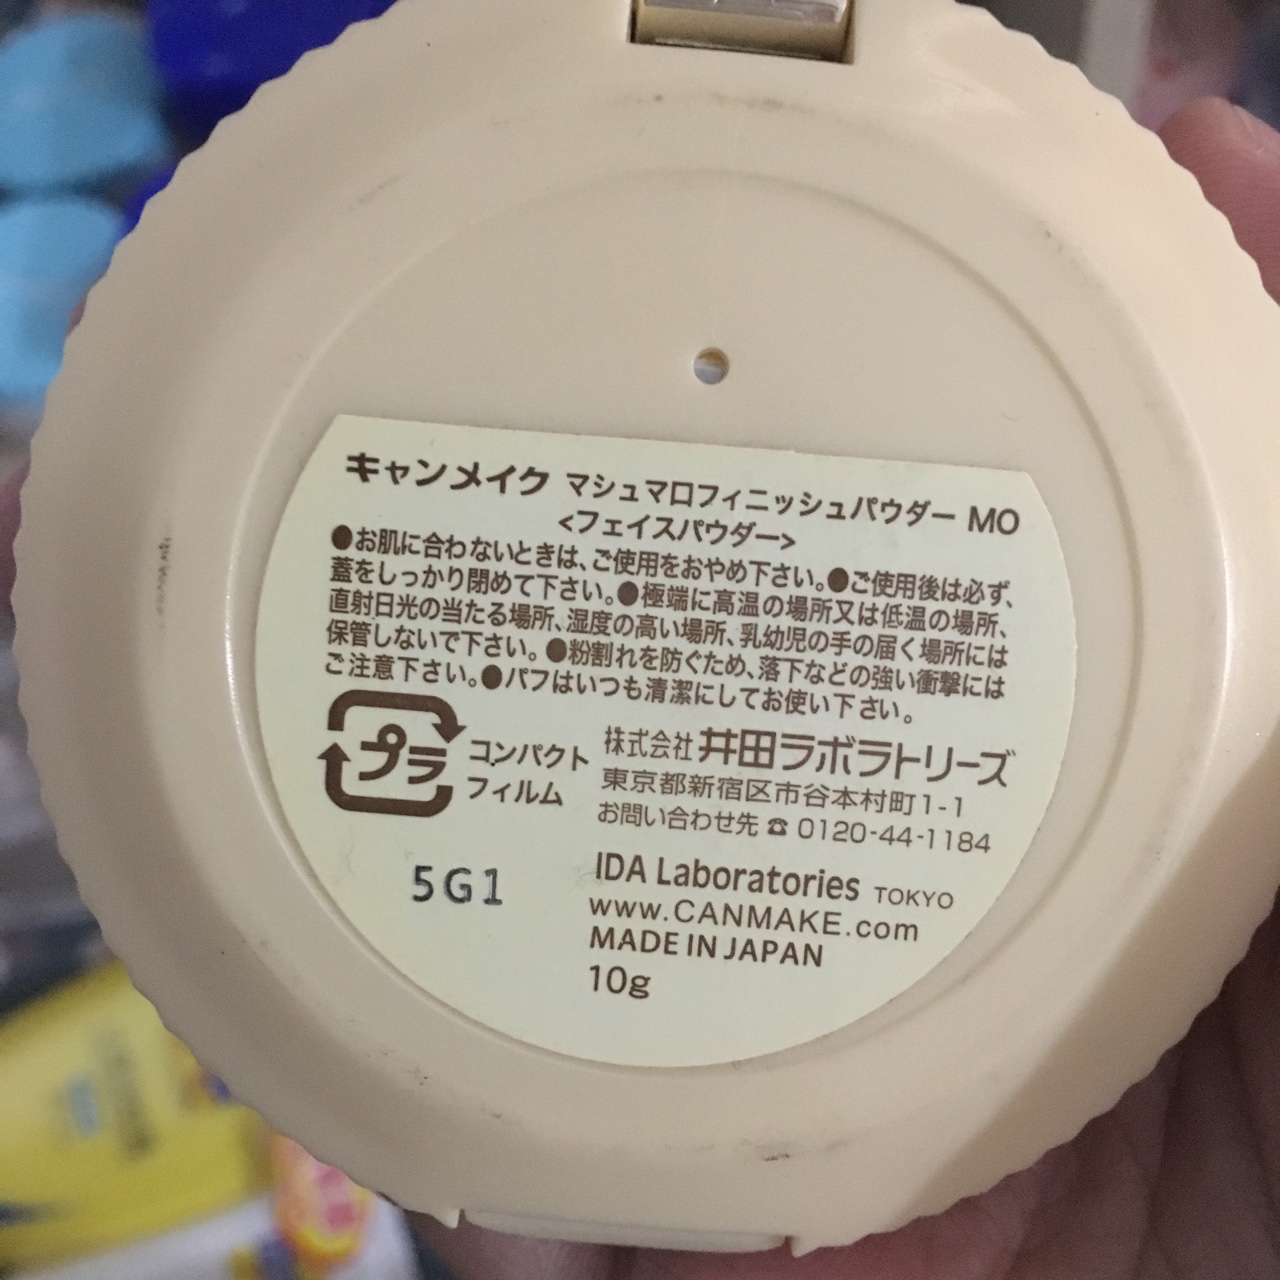 キャンメイク マシュマロフィニッシュパウダー MO
<フェイスパウダー>
●お肌に合わないときは、ご使用をおやめ下さい。●ご使用後は必ず、
蓋をしっかり閉めて下さい。●極端に高温の場所又は低温の場所、
直射日光の当たる場所、湿度の高い場所、乳幼児の手の届く場所には
保管しないで下さい。●粉割れを防ぐため、落下などの強い衝撃には
ご注意下さい。●パフはいつも清潔にしてお使い下さい。
プラ
コンパクト
フィルム
株式会社 井田ラボラトリーズ
東京都新宿区市谷本村町1-1
お問い合わせ先 ☎ 0120-44-1184
5G1
IDA Laboratories TOKYO
www.CANMAKE.com
MADE IN JAPAN
10g